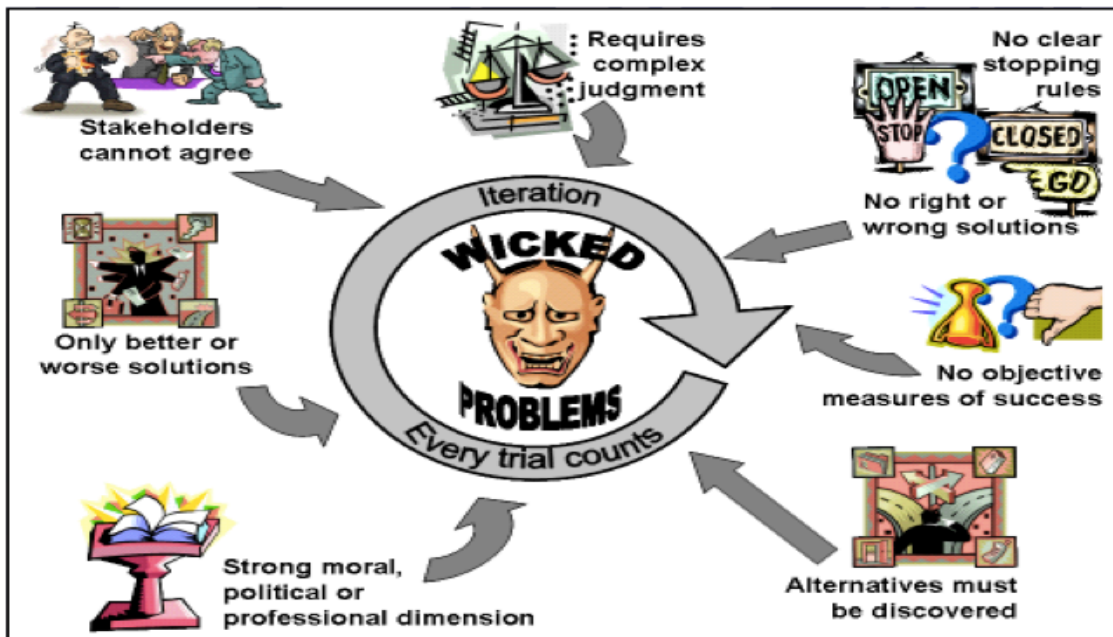 Stakeholders
cannot agree
Requires
complex
judgment
No clear
stopping
rules
OPEN
STOP
CLOSED
GO
No right or
wrong solutions
Iteration
WICKED
PROBLEMS
Every trial counts
Only better or
worse solutions
No objective
measures of success
Strong moral,
political or
professional dimension
Alternatives must
be discovered